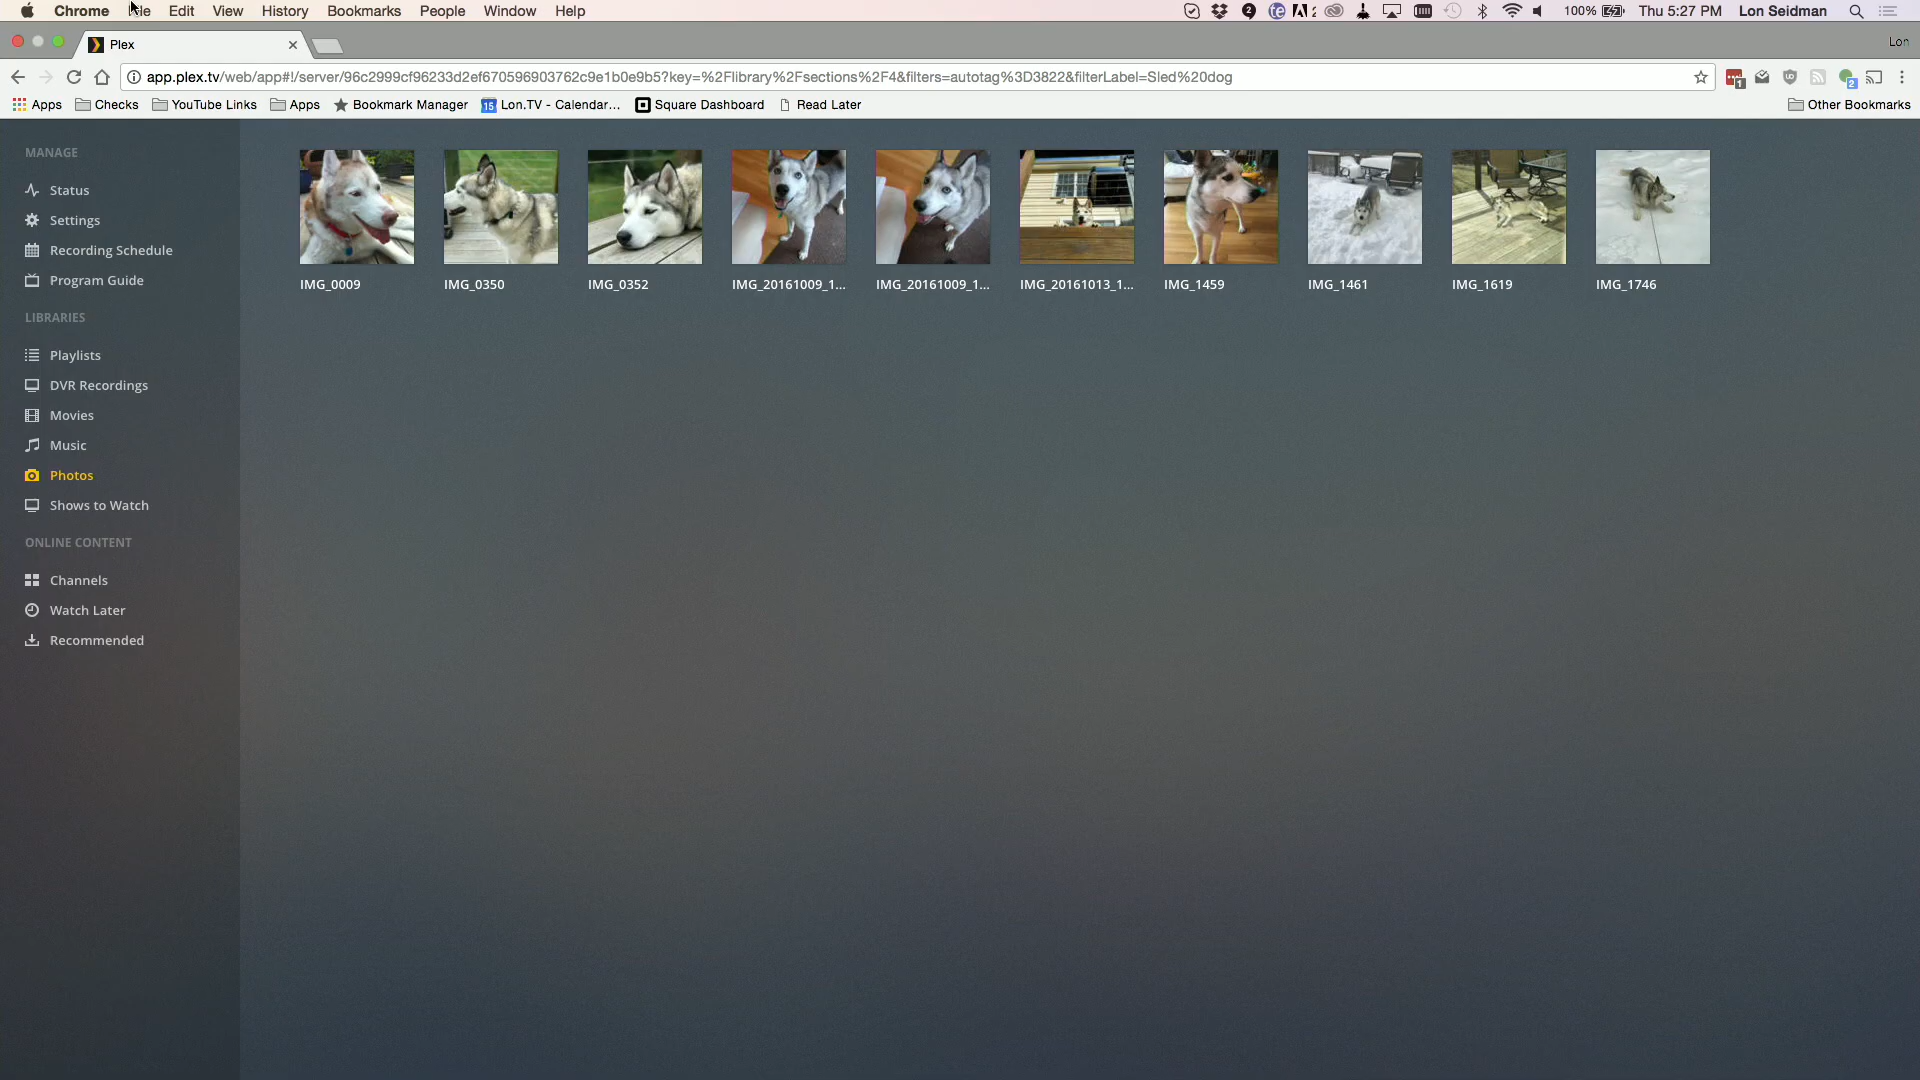 Chrome File Edit View History Bookmarks People Window Help 100% Thu 5:27 PM Lon Seidman
Plex Lon
app.plex.tv/web/app#!/server/96c2999cf96233d2ef670596903762c9e1b0e9b5?key=%2Flibrary%2Fsections%2F4&filters=autotag%3D3822&filterLabel=Sled%20dog
Apps Checks YouTube Links Apps Bookmark Manager 15 Lon.TV - Calendar... Square Dashboard Read Later Other Bookmarks
MANAGE
Status
Settings
Recording Schedule
Program Guide
LIBRARIES
Playlists
DVR Recordings
Movies
Music
Photos
Shows to Watch
ONLINE CONTENT
Channels
Watch Later
Recommended
IMG_0009 IMG_0350 IMG_0352 IMG_20161009_1... IMG_20161009_1... IMG_20161013_1... IMG_1459 IMG_1461 IMG_1619 IMG_1746